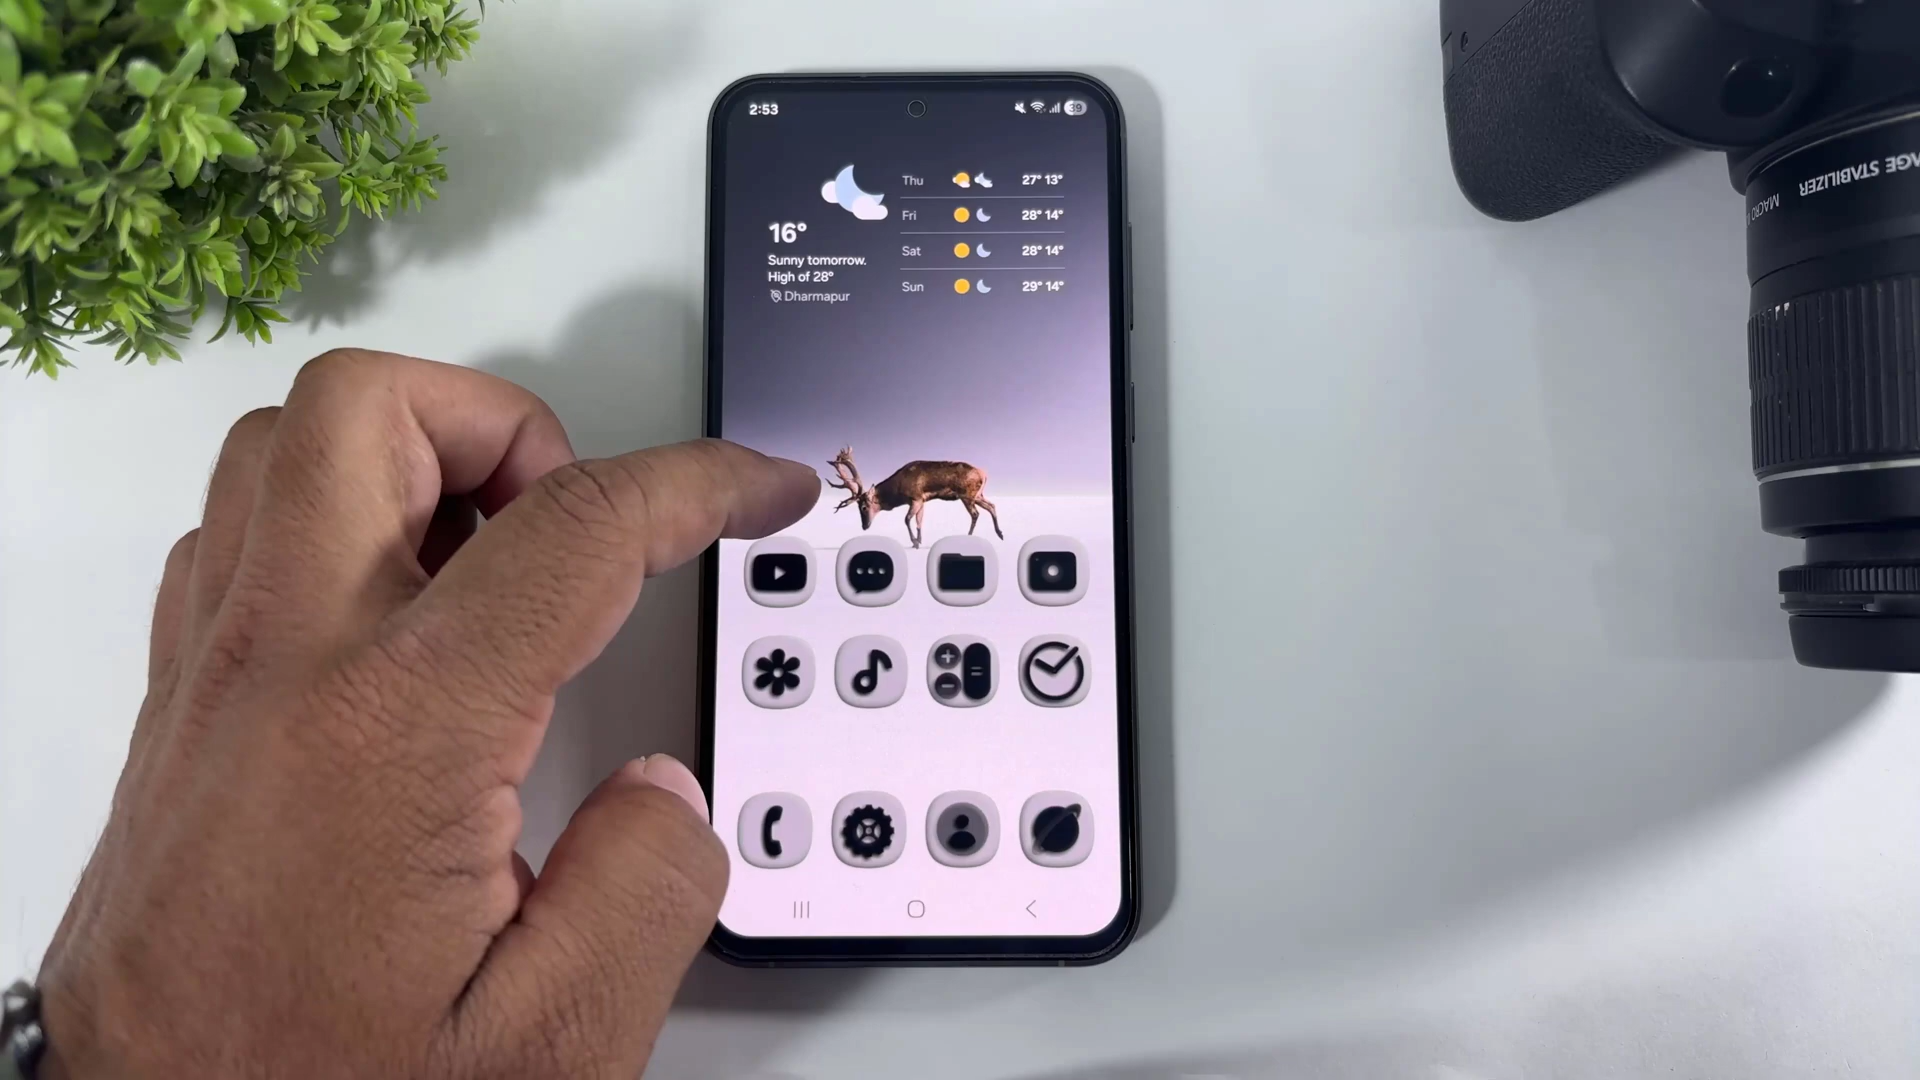 2:53
39
16°
Sunny tomorrow.
High of 28°
Dharmapur
Thu 27° 13°
Fri 28° 14°
Sat 28° 14°
Sun 29° 14°
AGE STABILIZER
MACRO